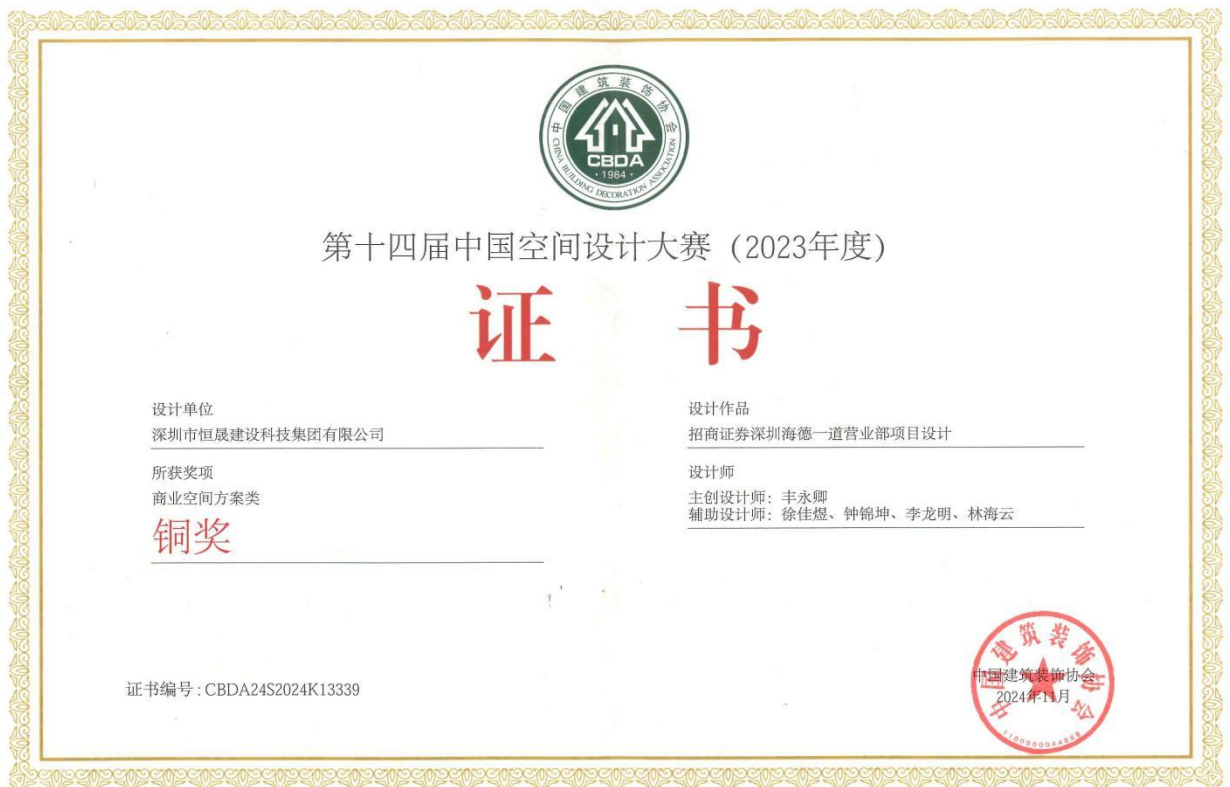 中国建筑装饰协会
CBDA
·1984·
CHINA BUILDING DECORATION ASSOCIATION
第十四届中国空间设计大赛（2023年度）
证 书
设计单位
深圳市恒晟建设科技集团有限公司
所获奖项
商业空间方案类
铜奖
设计作品
招商证券深圳海德一道营业部项目设计
设计师
主创设计师：丰永卿
辅助设计师：徐佳煜、钟锦坤、李龙明、林海云
证书编号:CBDA24S2024K13339
中国建筑装饰协会
2024年11月
中国建筑装饰协会